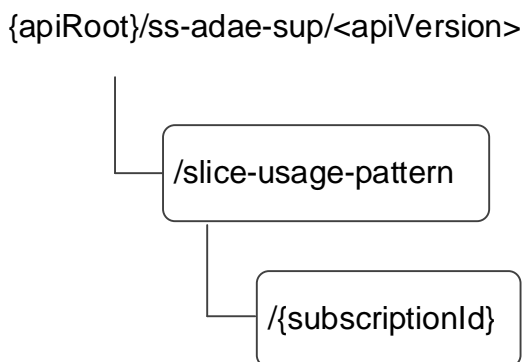 {apiRoot}/ss-adae-sup/<apiVersion>
/slice-usage-pattern
/{subscriptionId}